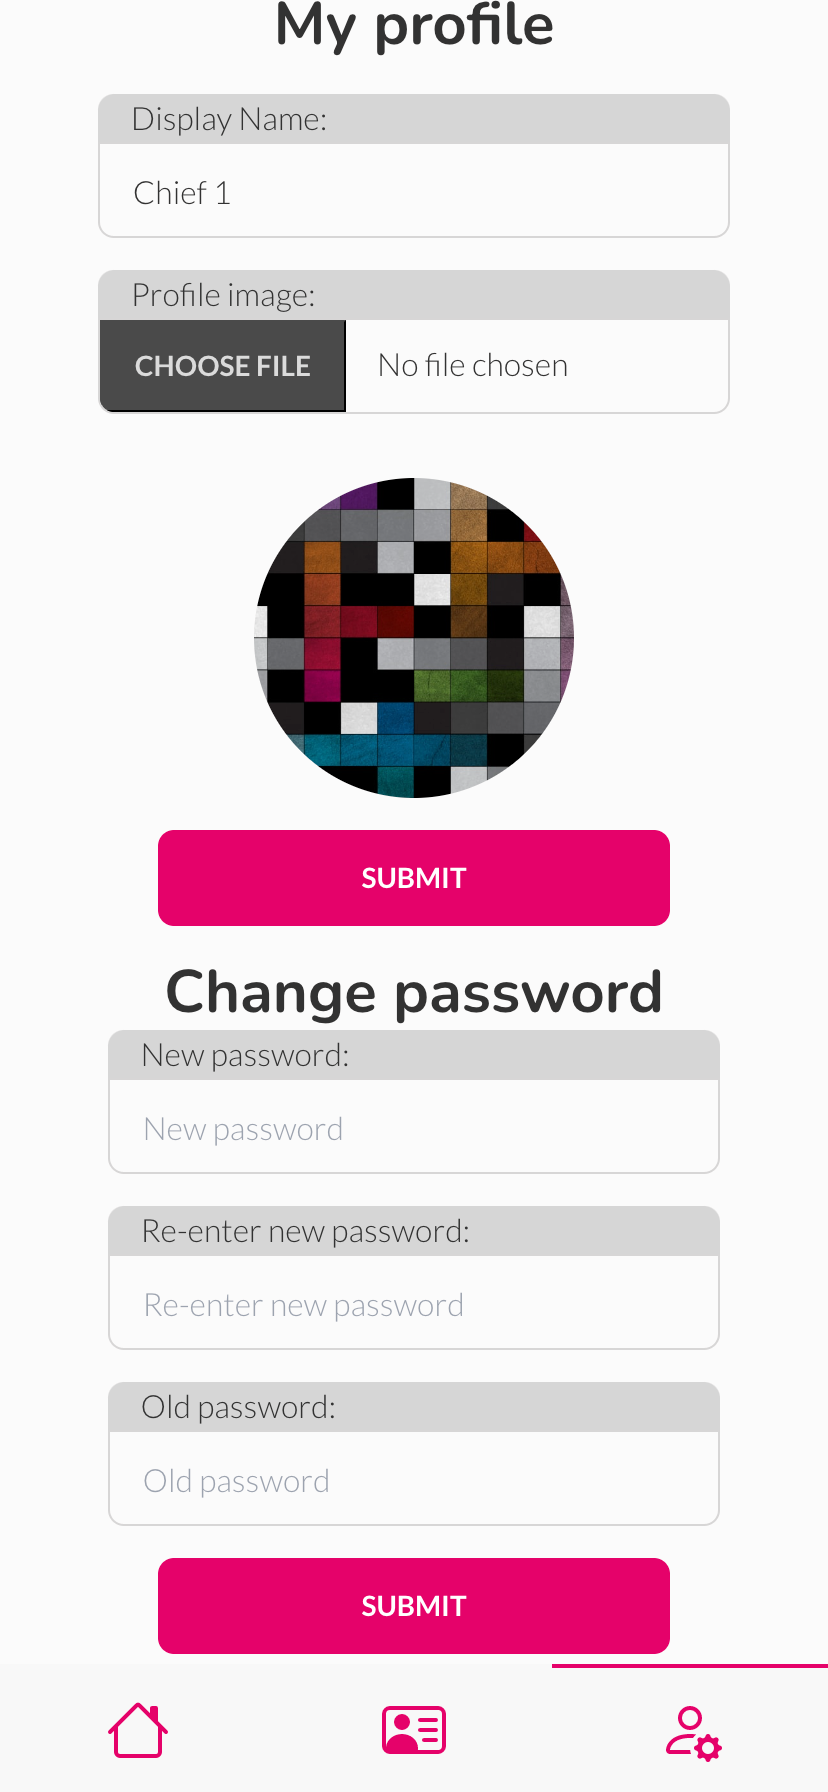 My profile
Display Name:
Chief 1
Profile image:
CHOOSE FILE No file chosen
SUBMIT
Change password
New password:
New password
Re-enter new password:
Re-enter new password
Old password:
Old password
SUBMIT